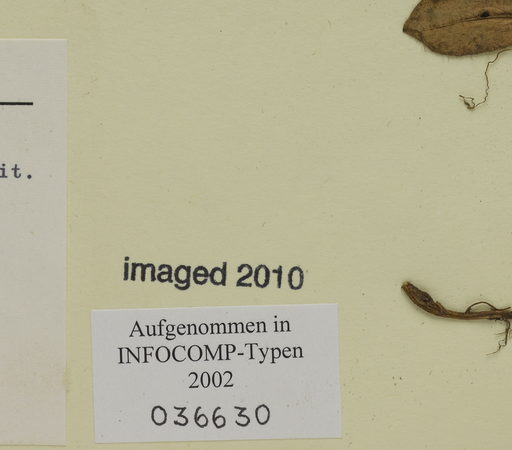 it.
imaged 2010
Aufgenommen in
INFOCOMP-Typen
2002
036630